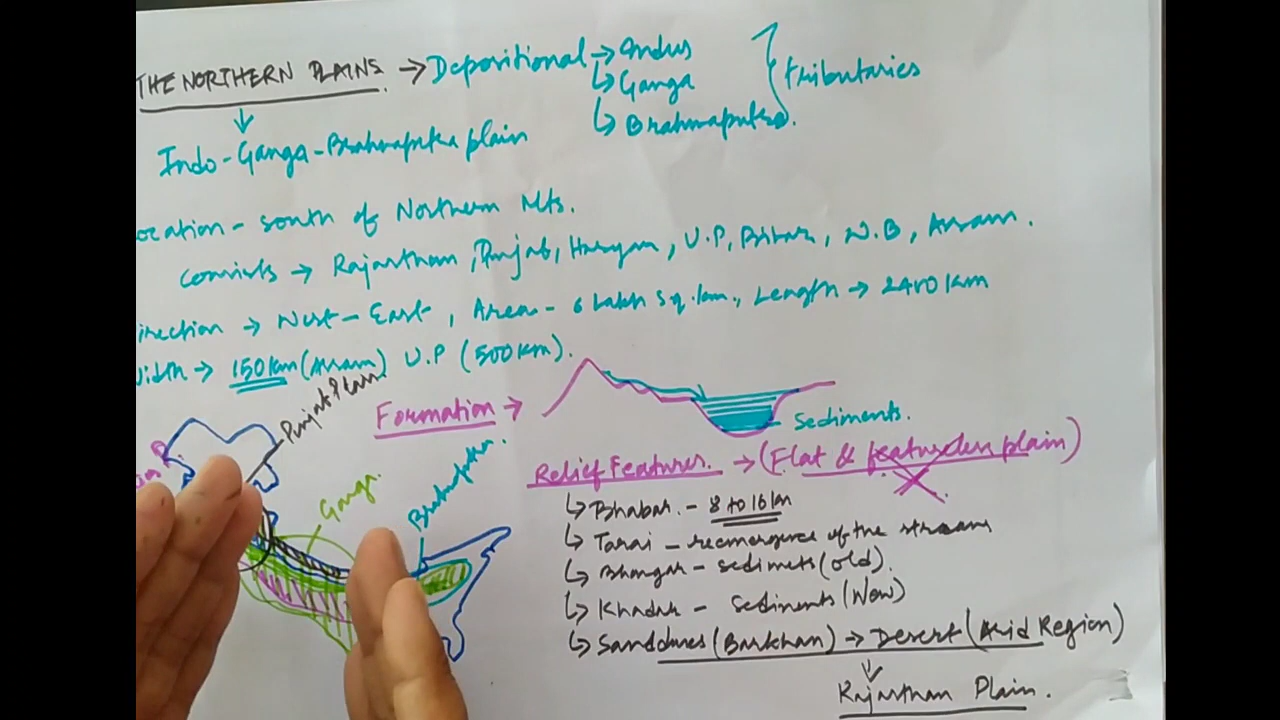 THE NORTHERN PLAINS. → Depositional → Indus
↳ Ganga
↳ Brahmaputra.
} tributaries
Indo-Ganga-Brahmaputra plain
ocation - south of Northern Mts.
consists → Rajasthan, Punjab, Haryana, U.P, Bihar, W.B, Assam.
irection → West-East, Area - 6 Lakh sq.km., Length → 2400 km
idth → 150 km (Assam) U.P (500 km).
Punjab Plain
Formation →
Sediments.
Ganga
Brahmaputra.
Relief Features. → (Flat & featureless plain)
↳ Bhabar. - 8 to 16 km
↳ Tarai - reemergence of the streams
↳ Bhangar - sediments (old).
↳ Khadar - sediments (New)
↳ Sanddunes (Barkhan) → Desert (Arid Region)
Rajasthan Plain.